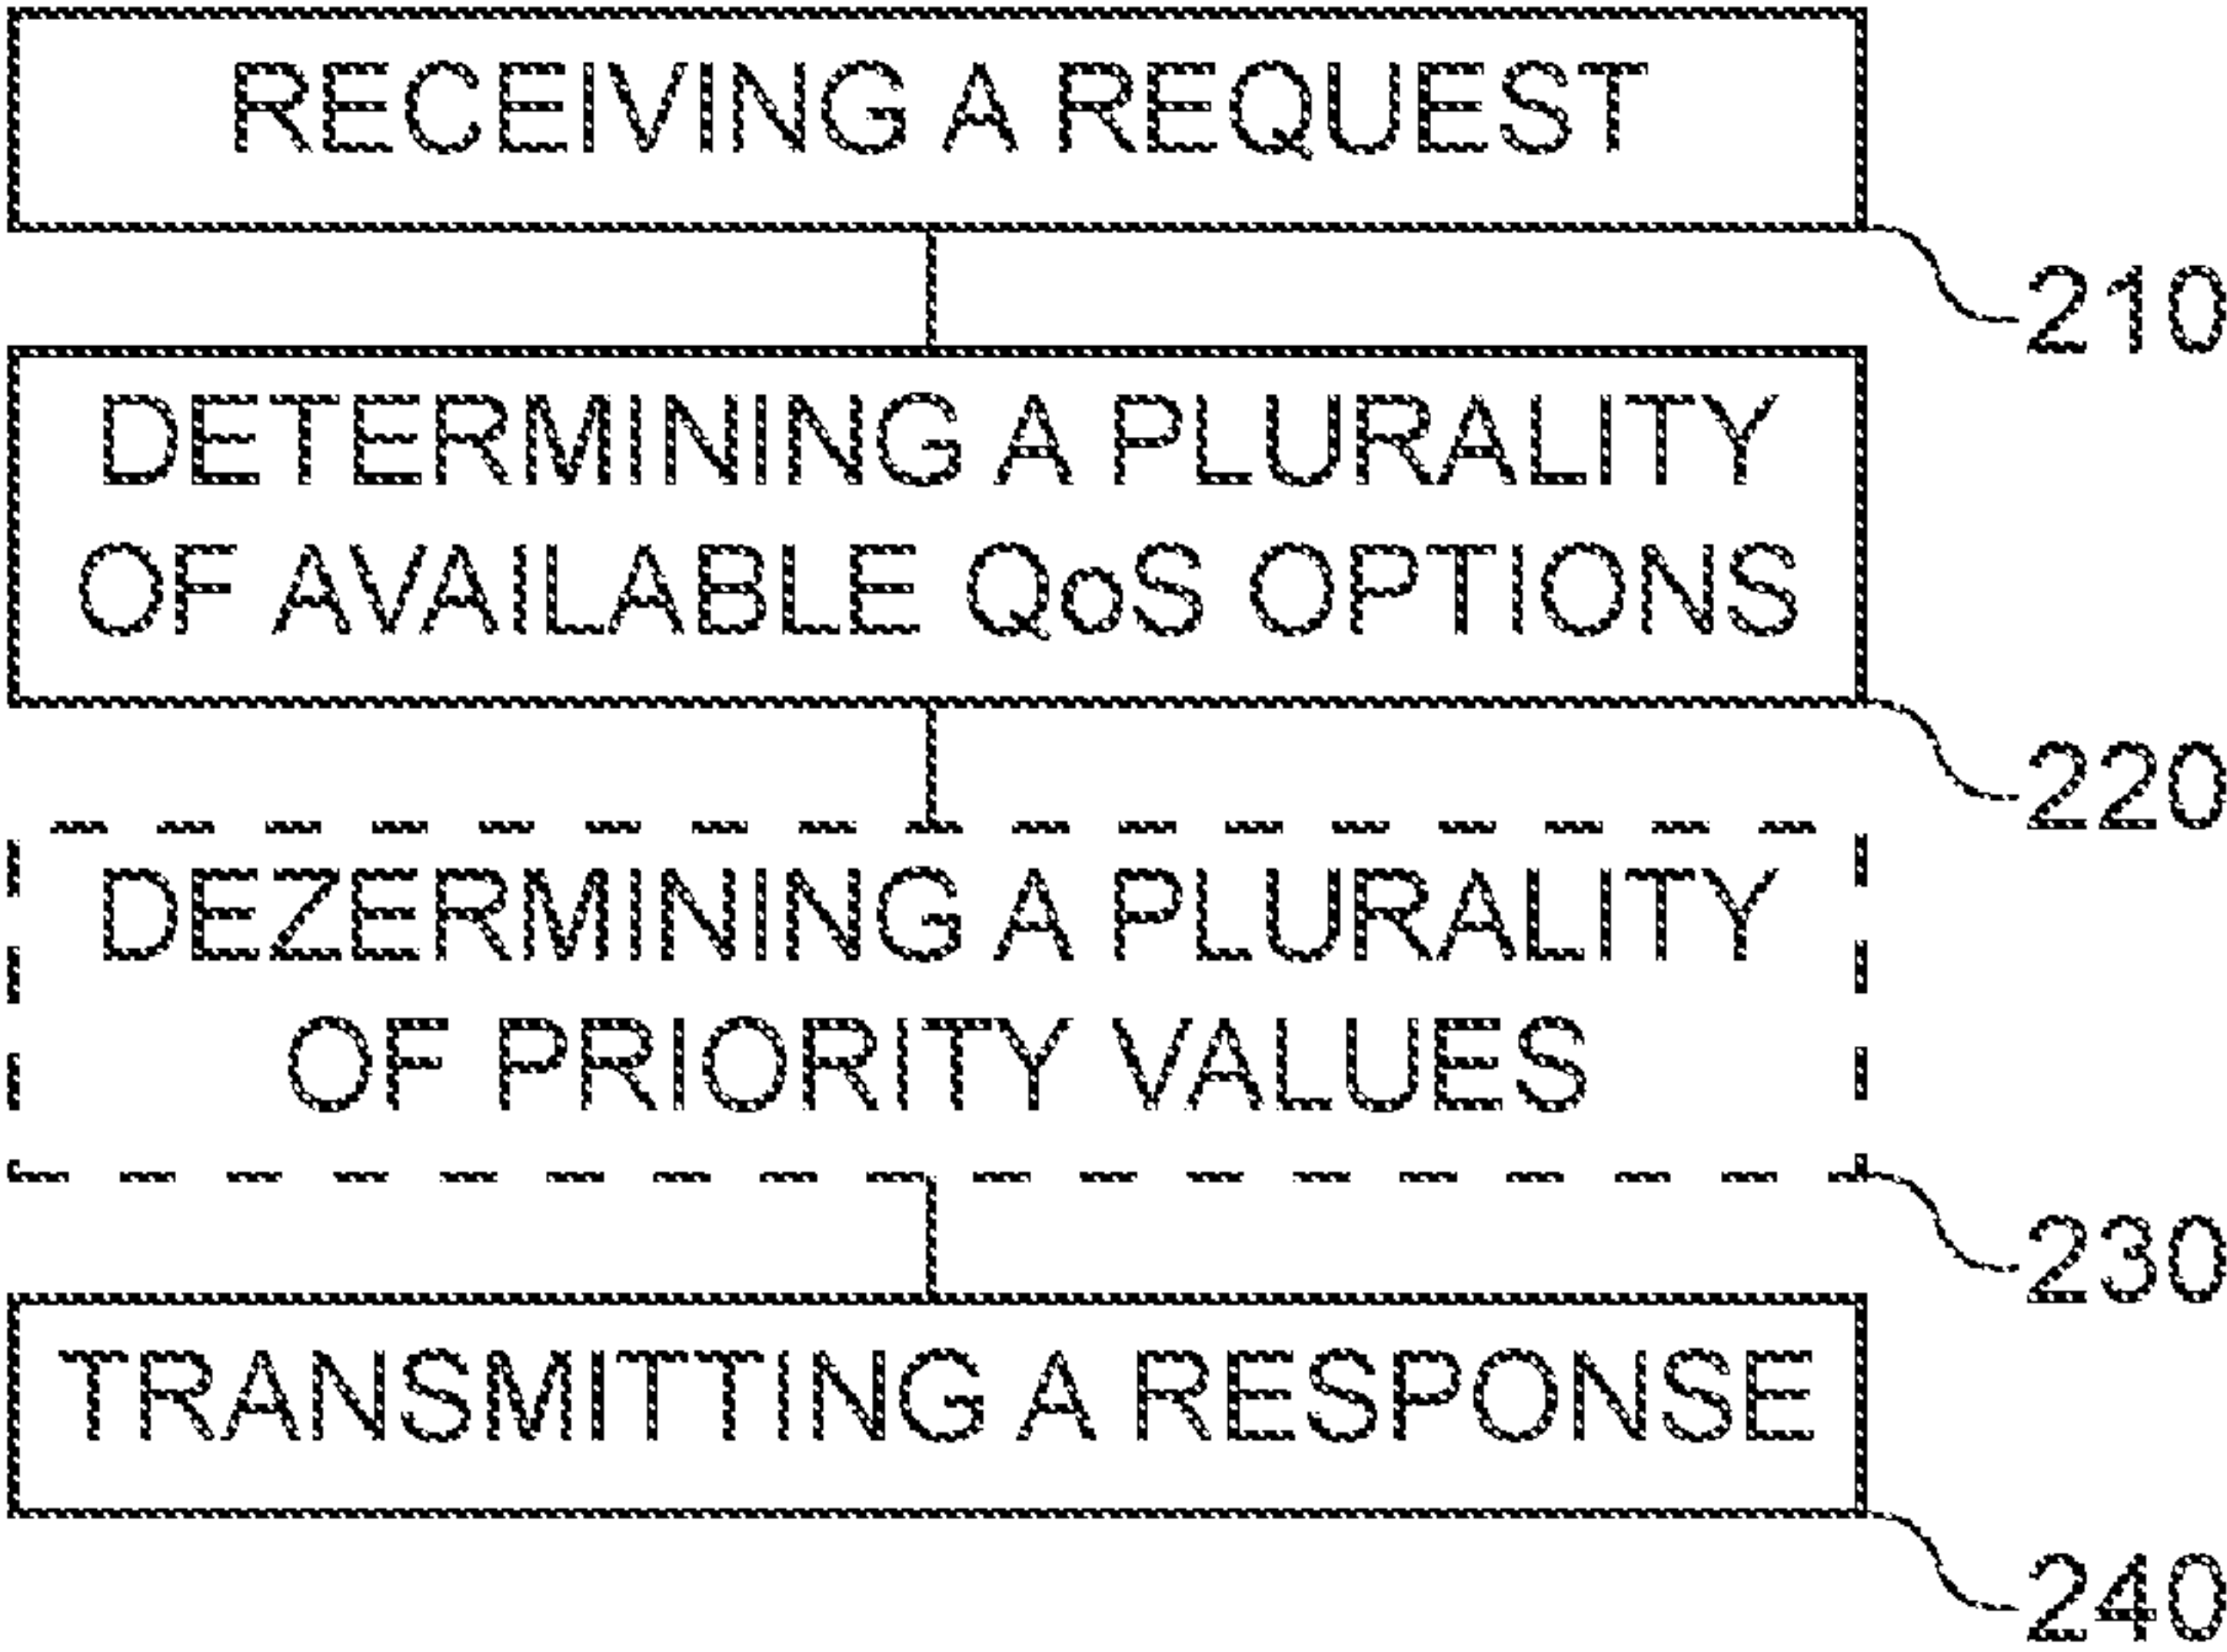 RECEIVING A REQUEST
210
DETERMINING A PLURALITY
OF AVAILABLE QoS OPTIONS
220
DEZERMINING A PLURALITY
OF PRIORITY VALUES
230
TRANSMITTING A RESPONSE
240